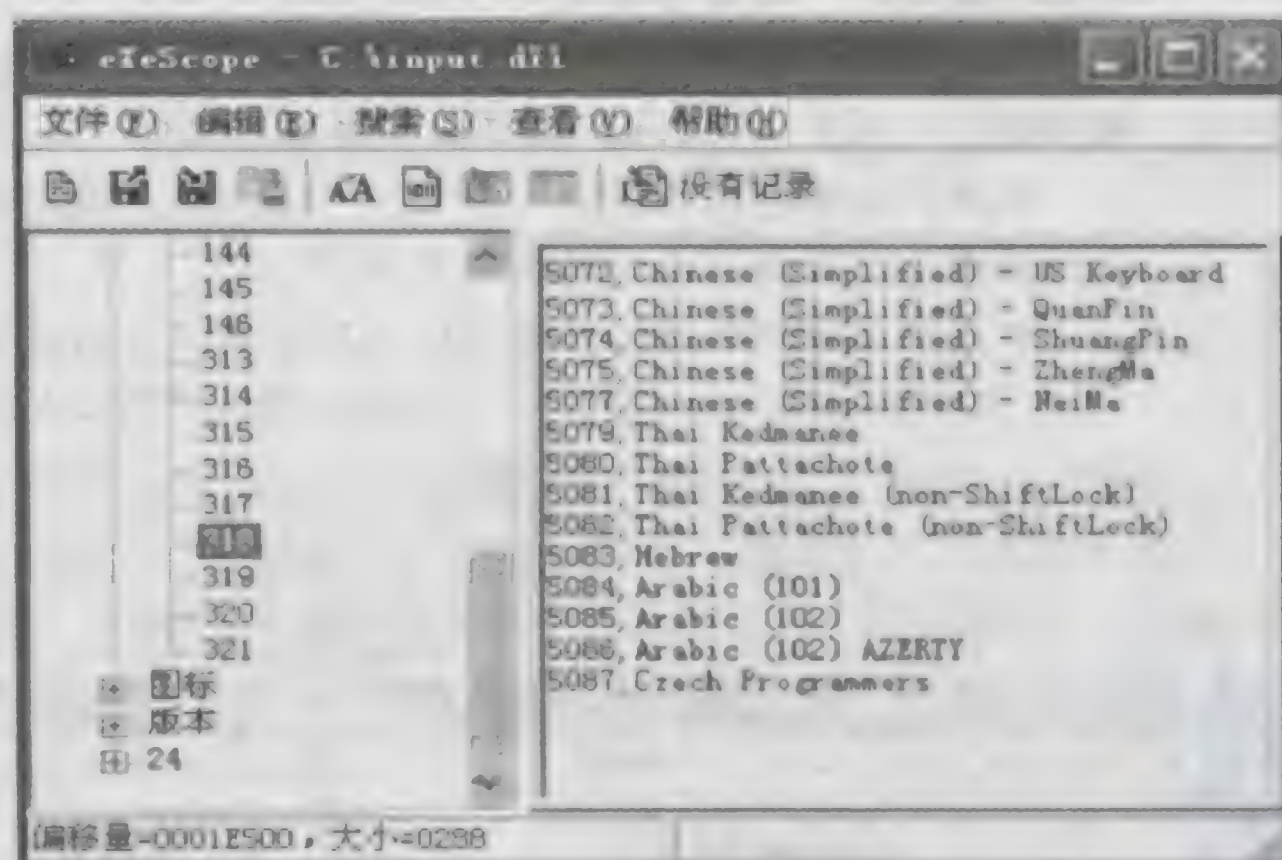 eXeScope - C:\input.dll
文件(F) 编辑(E) 搜索(S) 查看(V) 帮助(H)
没有记录
144
145
146
313
314
315
316
317
318
319
320
321
图标
版本
24
5072, Chinese (Simplified) - US Keyboard
5073, Chinese (Simplified) - QuanPin
5074, Chinese (Simplified) - ShuangPin
5075, Chinese (Simplified) - ZhengMa
5077, Chinese (Simplified) - NeiMa
5079, Thai Kedmanee
5080, Thai Pattachote
5081, Thai Kedmanee (non-ShiftLock)
5082, Thai Pattachote (non-ShiftLock)
5083, Hebrew
5084, Arabic (101)
5085, Arabic (102)
5086, Arabic (102) AZERTY
5087, Czech Programmers
偏移量=0001E500, 大小=0288